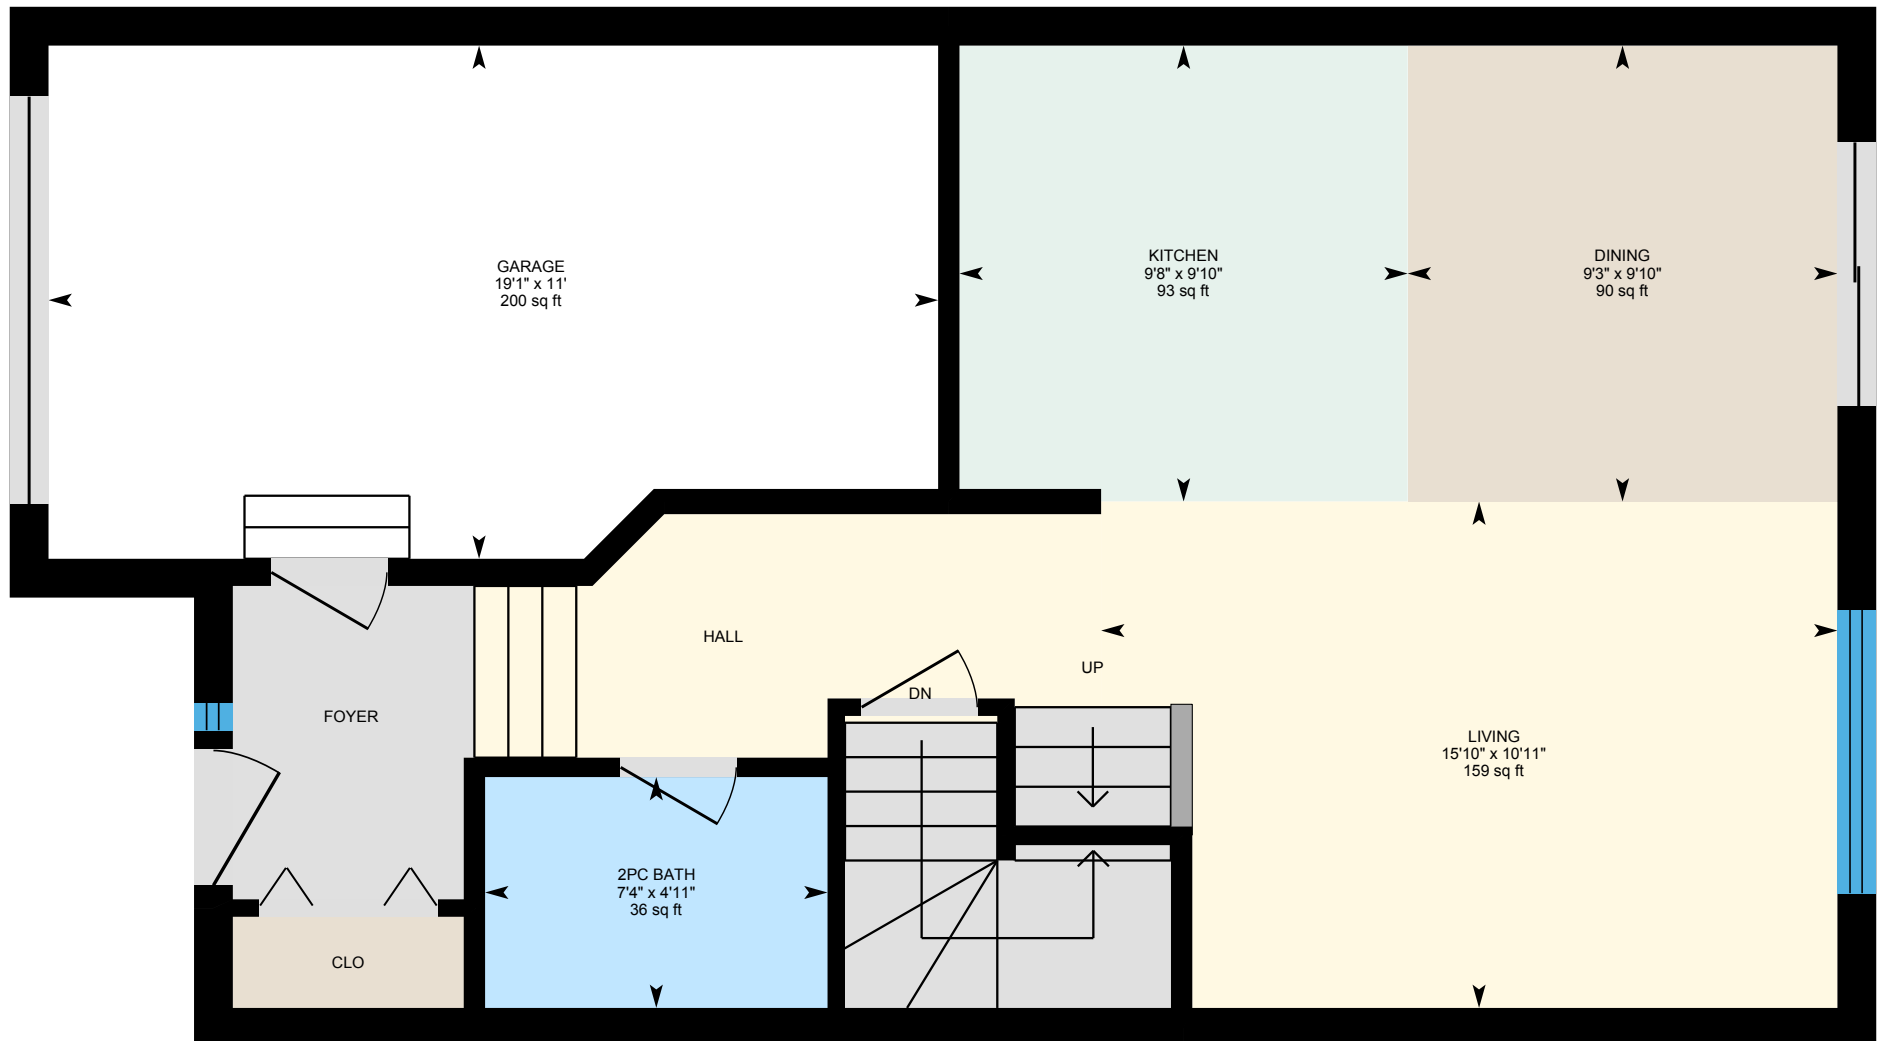 GARAGE
19'1" x 11'
200 sq ft
KITCHEN
9'8" x 9'10"
93 sq ft
DINING
9'3" x 9'10"
90 sq ft
HALL
UP
DN
FOYER
LIVING
15'10" x 10'11"
159 sq ft
2PC BATH
7'4" x 4'11"
36 sq ft
CLO